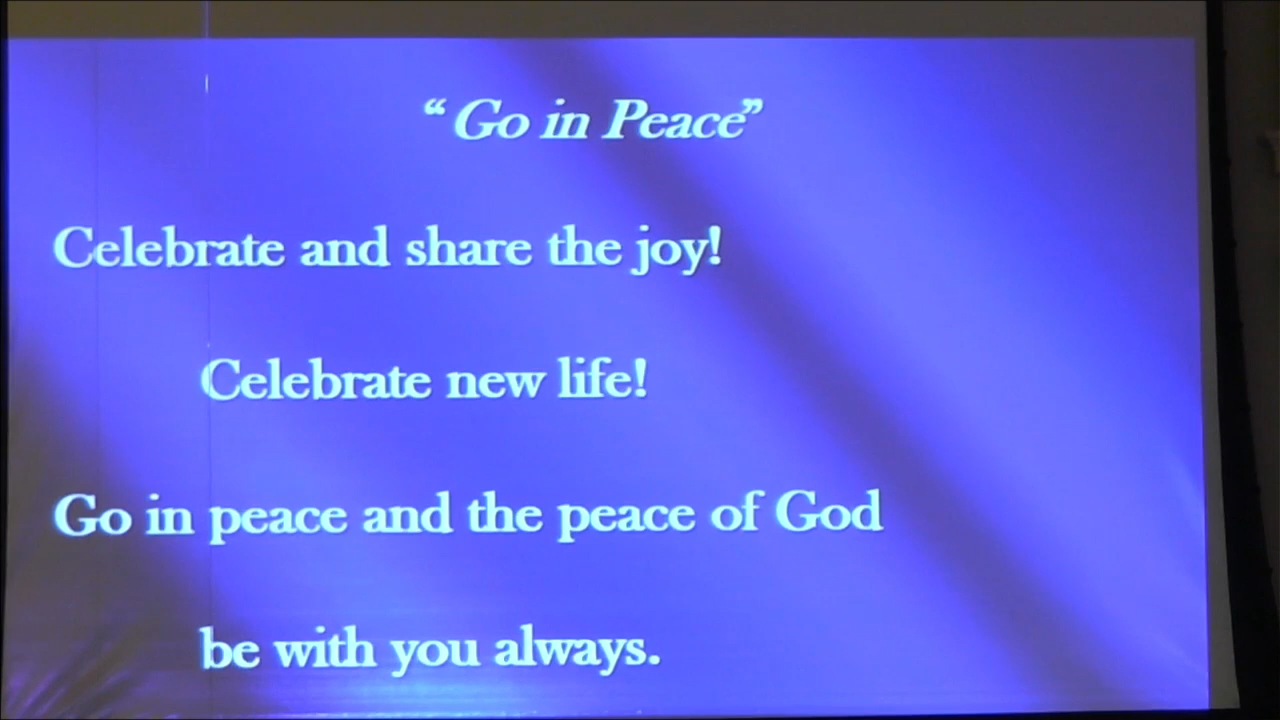 “Go in Peace”
Celebrate and share the joy!
Celebrate new life!
Go in peace and the peace of God
be with you always.